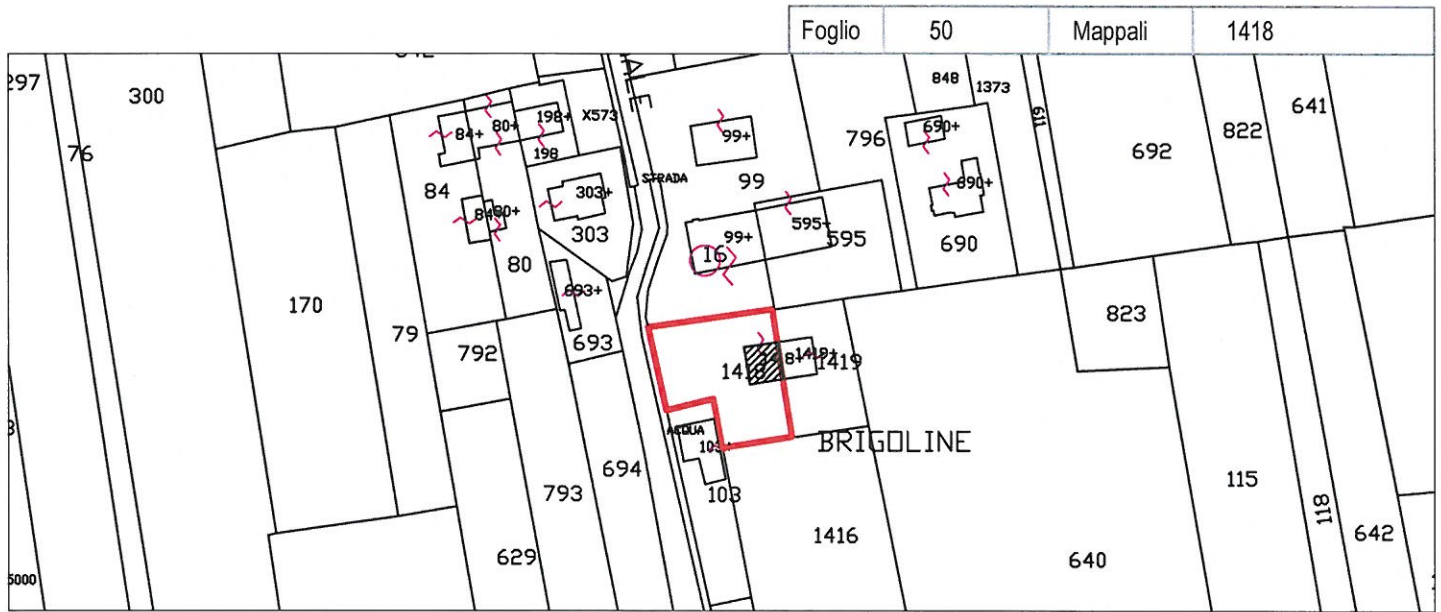 Foglio 50 Mappali 1418
297 300 X573 848 1373 611 641
76 84+ 80+ 198+ 99+ 796 690+ 692 822
198 STRADA
84 303+ 99 690+
80+ 303 99+ 595+ 595 690
80 16
170 693+ 823
79 792 693 1419+ 1419
ACQUA BRIGOLINE
694 103 115 118
793 629 1416 640 642